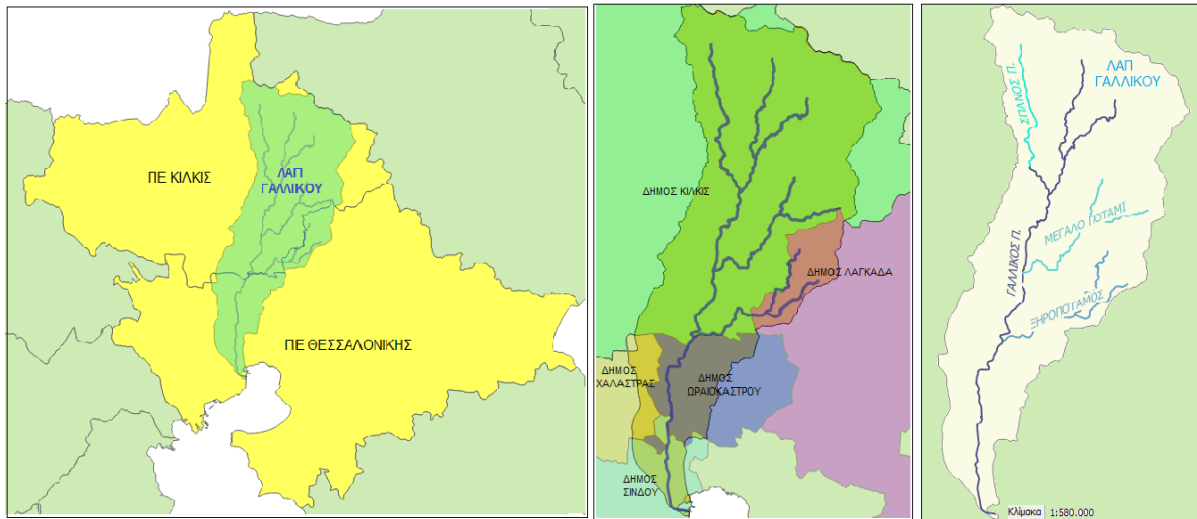 ΠΕ ΚΙΛΚΙΣ
ΛΑΠ
ΓΑΛΛΙΚΟΥ
ΠΕ ΘΕΣΣΑΛΟΝΙΚΗΣ
ΔΗΜΟΣ ΚΙΛΚΙΣ
ΔΗΜΟΣ ΛΑΓΚΑΔΑ
ΔΗΜΟΣ
ΧΑΛΑΣΤΡΑΣ
ΔΗΜΟΣ
ΩΡΑΙΟΚΑΣΤΡΟΥ
ΔΗΜΟΣ
ΣΙΝΔΟΥ
ΛΑΠ
ΓΑΛΛΙΚΟΥ
ΣΠΑΝΟΣ Π.
ΜΕΓΑΛΟ ΠΟΤΑΜΙ
ΓΑΛΛΙΚΟΣ Π.
ΞΗΡΟΠΟΤΑΜΟΣ
Κλίμακα 1:580.000